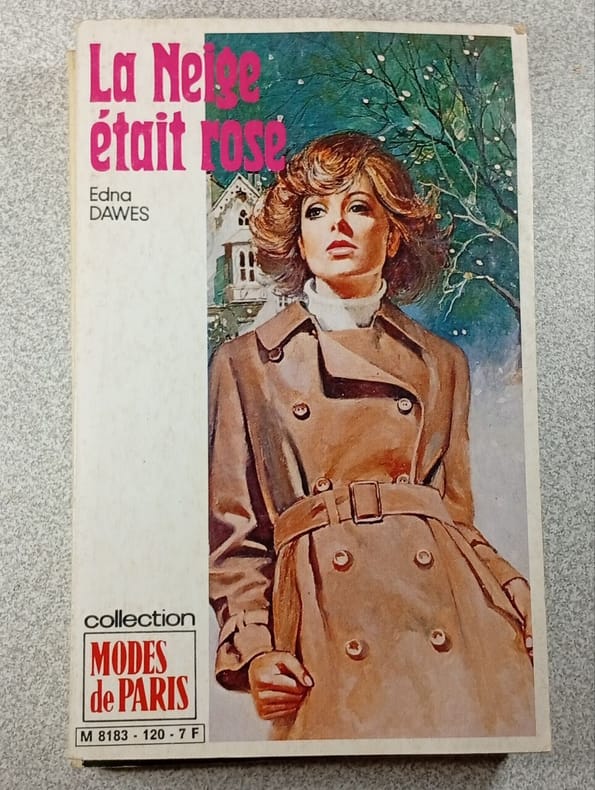 La Neige
était rose
Edna
DAWES
collection
MODES
de PARIS
M 8183 - 120 - 7 F